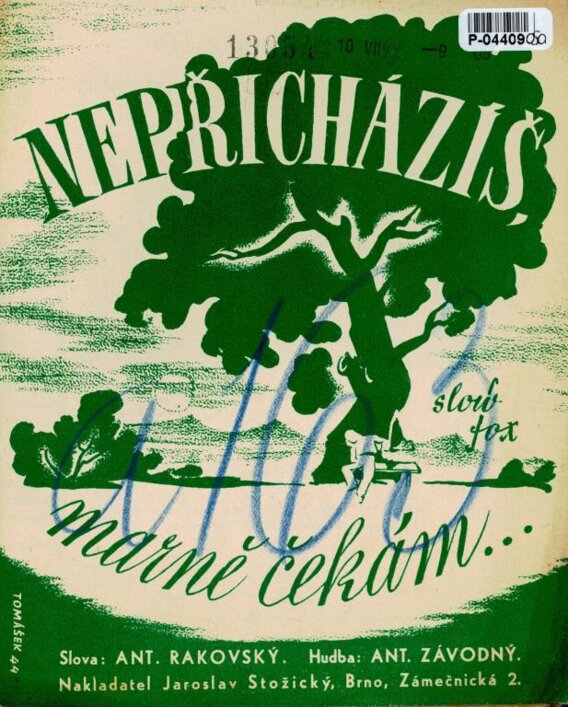 P-04409
NEPŘICHÁZÍŠ,
slow
fox
a163
marně čekám...
TOMÁŠEK 44
Slova: ANT. RAKOVSKÝ. Hudba: ANT. ZÁVODNÝ.
Nakladatel Jaroslav Stožický, Brno, Zámečnická 2.